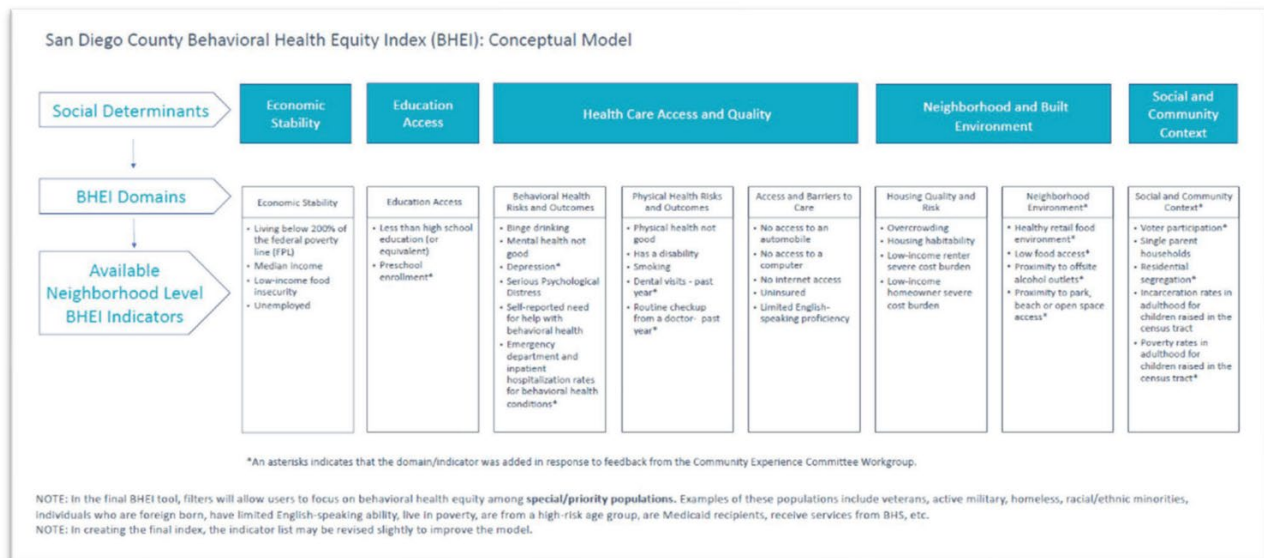 San Diego County Behavioral Health Equity Index (BHEI): Conceptual Model
Social Determinants
Economic
Stability
Education
Access
Health Care Access and Quality
Neighborhood and Built
Environment
Social and
Community
Context
BHEI Domains
Economic Stability
Education Access
Behavioral Health
Risks and Outcomes
Physical Health Risks
and Outcomes
Access and Barriers to
Care
Housing Quality and
Risk
Neighborhood
Environment*
Social and Community
Context*
Available
Neighborhood Level
BHEI Indicators
• Living below 200% of
the federal poverty
line (FPL)
• Median income
• Low-income food
insecurity
• Unemployed
• Less than high school
education (or
equivalent)
• Preschool
enrollment*
• Binge drinking
• Mental health not
good
• Depression*
• Serious Psychological
Distress
• Self-reported need
for help with
behavioral health
• Emergency
department and
inpatient
hospitalization rates
for behavioral health
conditions*
• Physical health not
good
• Has a disability
• Smoking
• Dental visits - past
year*
• Routine checkup
from a doctor- past
year*
• No access to an
automobile
• No access to a
computer
• No internet access
• Uninsured
• Limited English-
speaking proficiency
• Overcrowding
• Housing habitability
• Low-income renter
severe cost burden
• Low-income
homeowner severe
cost burden
• Healthy retail food
environment*
• Low food access*
• Proximity to offsite
alcohol outlets*
• Proximity to park,
beach or open space
access*
• Voter participation*
• Single parent
households
• Residential
segregation*
• Incarceration rates in
adulthood for
children raised in the
census tract
• Poverty rates in
adulthood for
children raised in the
census tract*
*An asterisks indicates that the domain/indicator was added in response to feedback from the Community Experience Committee Workgroup.
NOTE: In the final BHEI tool, filters will allow users to focus on behavioral health equity among special/priority populations. Examples of these populations include veterans, active military, homeless, racial/ethnic minorities,
individuals who are foreign born, have limited English-speaking ability, live in poverty, are from a high-risk age group, are Medicaid recipients, receive services from BHS, etc.
NOTE: In creating the final index, the indicator list may be revised slightly to improve the model.